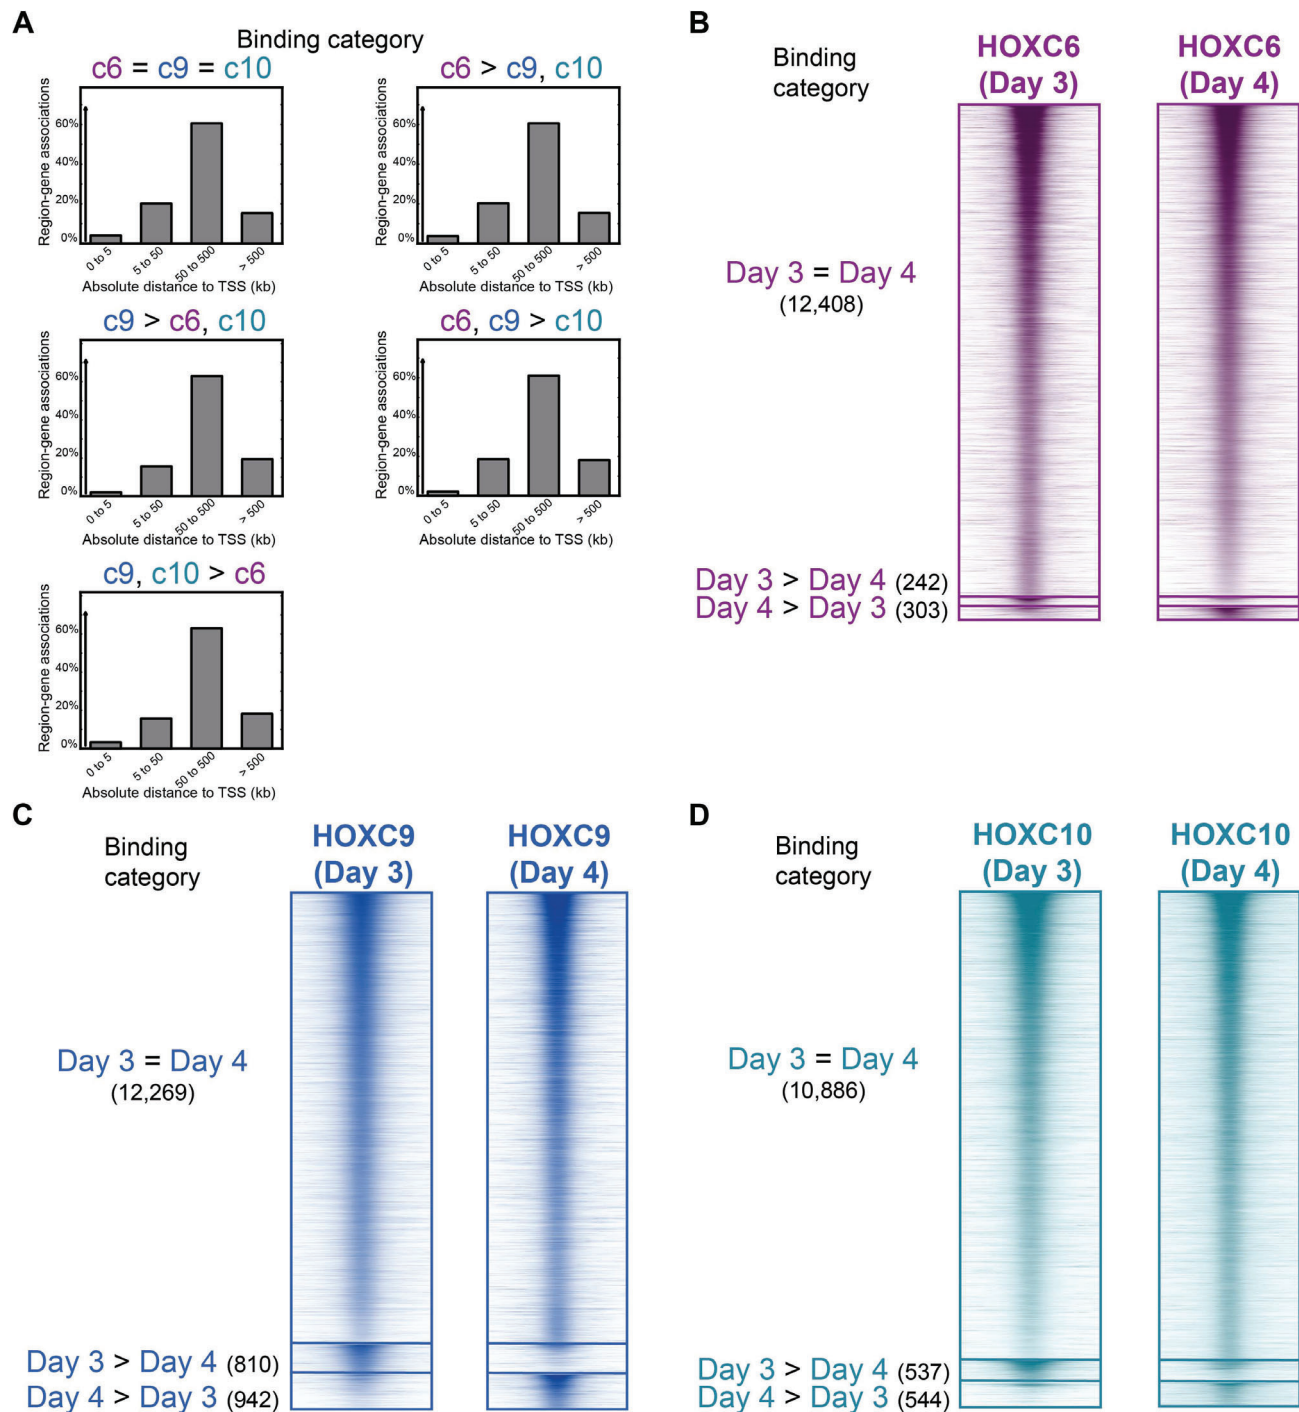 A
Binding category
c6 = c9 = c10
Region-gene associations
60%
40%
20%
0%
0 to 5
5 to 50
50 to 500
> 500
Absolute distance to TSS (kb)
c6 > c9, c10
Region-gene associations
60%
40%
20%
0%
0 to 5
5 to 50
50 to 500
> 500
Absolute distance to TSS (kb)
c9 > c6, c10
Region-gene associations
60%
40%
20%
0%
0 to 5
5 to 50
50 to 500
> 500
Absolute distance to TSS (kb)
c6, c9 > c10
Region-gene associations
60%
40%
20%
0%
0 to 5
5 to 50
50 to 500
> 500
Absolute distance to TSS (kb)
c9, c10 > c6
Region-gene associations
60%
40%
20%
0%
0 to 5
5 to 50
50 to 500
> 500
Absolute distance to TSS (kb)
B
Binding
category
HOXC6
(Day 3)
HOXC6
(Day 4)
Day 3 = Day 4
(12,408)
Day 3 > Day 4 (242)
Day 4 > Day 3 (303)
C
Binding
category
HOXC9
(Day 3)
HOXC9
(Day 4)
Day 3 = Day 4
(12,269)
Day 3 > Day 4 (810)
Day 4 > Day 3 (942)
D
Binding
category
HOXC10
(Day 3)
HOXC10
(Day 4)
Day 3 = Day 4
(10,886)
Day 3 > Day 4 (537)
Day 4 > Day 3 (544)